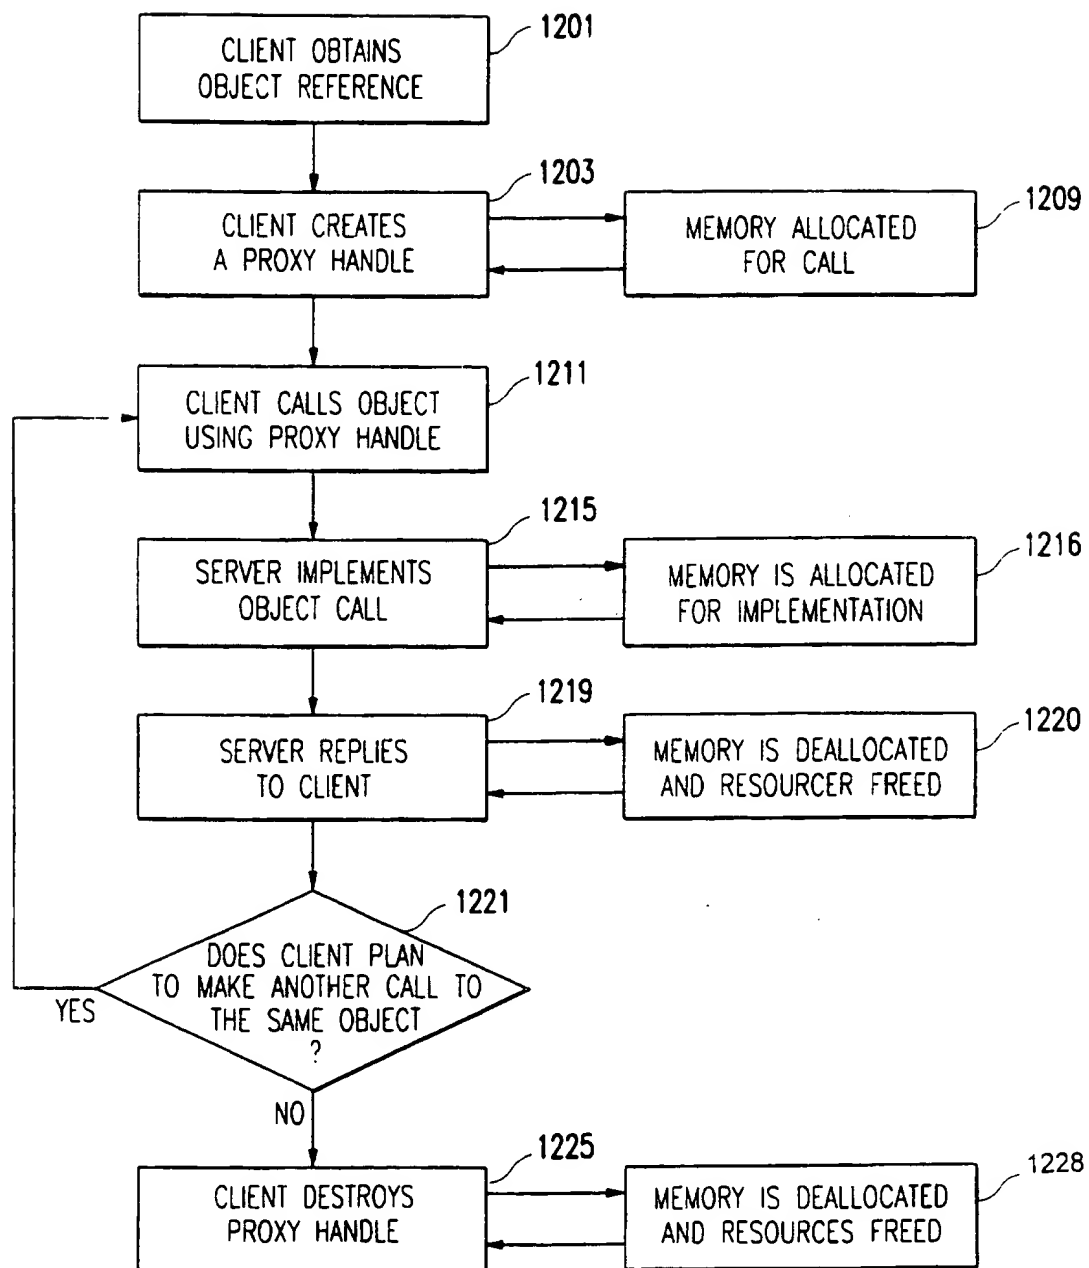 1201
CLIENT OBTAINS
OBJECT REFERENCE
1203
CLIENT CREATES
A PROXY HANDLE
1209
MEMORY ALLOCATED
FOR CALL
1211
CLIENT CALLS OBJECT
USING PROXY HANDLE
1215
SERVER IMPLEMENTS
OBJECT CALL
1216
MEMORY IS ALLOCATED
FOR IMPLEMENTATION
1219
SERVER REPLIES
TO CLIENT
1220
MEMORY IS DEALLOCATED
AND RESOURCER FREED
1221
DOES CLIENT PLAN
TO MAKE ANOTHER CALL TO
THE SAME OBJECT
?
YES
NO
1225
CLIENT DESTROYS
PROXY HANDLE
1228
MEMORY IS DEALLOCATED
AND RESOURCES FREED